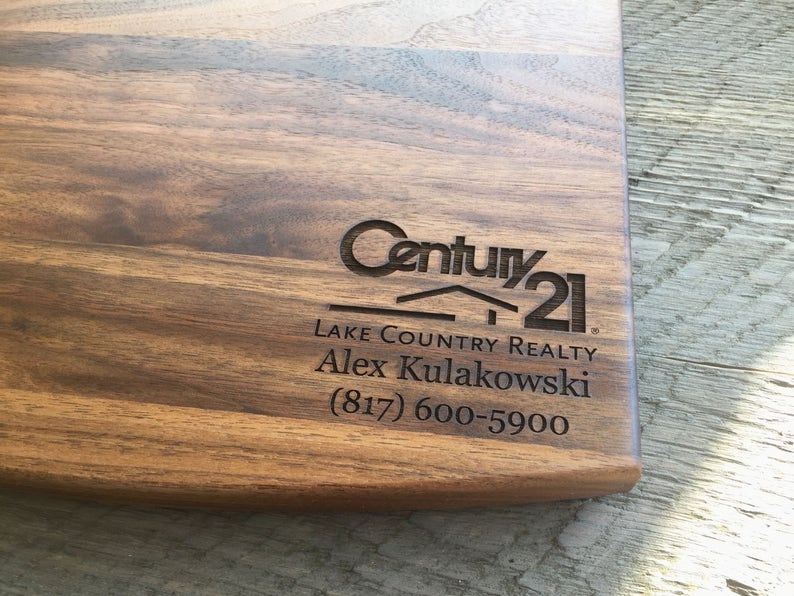 Century 21®
Lake Country Realty
Alex Kulakowski
(817) 600-5900